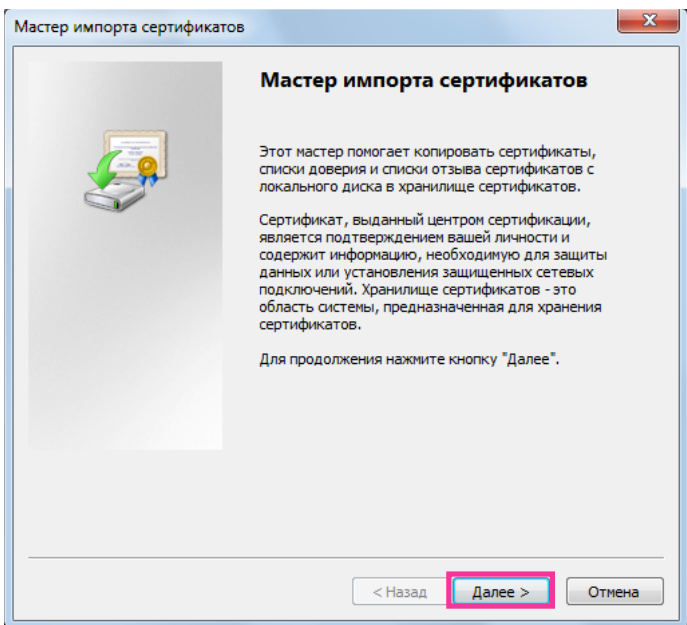 Мастер импорта сертификатов
Мастер импорта сертификатов
Этот мастер помогает копировать сертификаты,
списки доверия и списки отзыва сертификатов с
локального диска в хранилище сертификатов.
Сертификат, выданный центром сертификации,
является подтверждением вашей личности и
содержит информацию, необходимую для защиты
данных или установления защищенных сетевых
подключений. Хранилище сертификатов - это
область системы, предназначенная для хранения
сертификатов.
Для продолжения нажмите кнопку "Далее".
< Назад
Далее >
Отмена